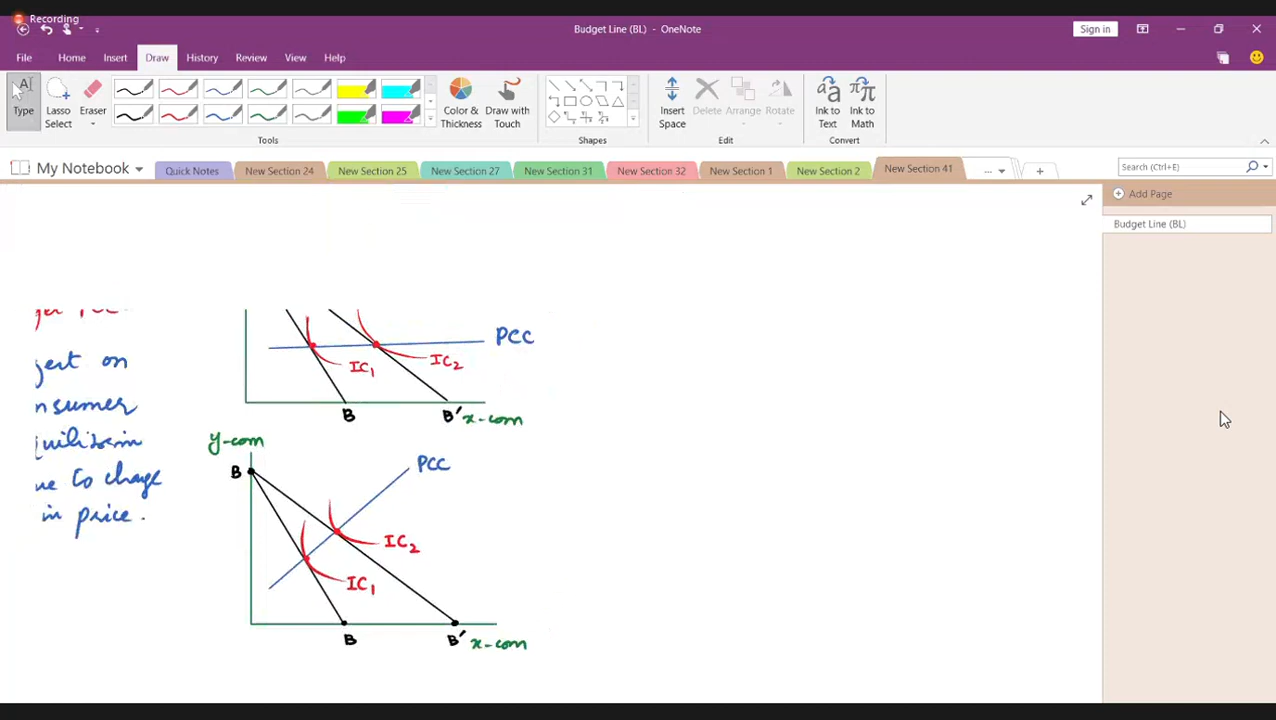 Recording
Budget Line (BL) - OneNote
Sign in
File
Home
Insert
Draw
History
Review
View
Help
Type
Lasso
Select
Eraser
Color &
Thickness
Draw with
Touch
Insert
Space
Delete
Arrange
Rotate
Ink to
Text
Ink to
Math
Tools
Shapes
Edit
Convert
My Notebook
Quick Notes
New Section 24
New Section 25
New Section 27
New Section 31
New Section 32
New Section 1
New Section 2
New Section 41
...
Search (Ctrl+E)
Add Page
Budget Line (BL)
PCC
IC1
IC2
on
B
B' x-com
y-com
B
PCC
to change
in price.
IC2
IC1
B
B' x-com